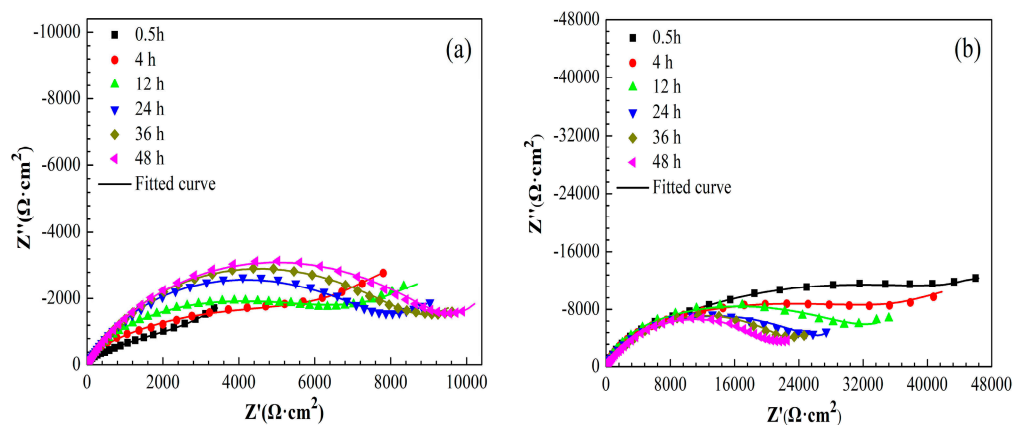 (a)
0.5h
4 h
12 h
24 h
36 h
48 h
Fitted curve
-10000
-8000
-6000
-4000
-2000
0
Z''(Ω·cm²)
0 2000 4000 6000 8000 10000
Z'(Ω·cm²)
(b)
0.5h
4 h
12 h
24 h
36 h
48 h
Fitted curve
-48000
-40000
-32000
-24000
-16000
-8000
0
Z''(Ω·cm²)
0 8000 16000 24000 32000 40000 48000
Z'(Ω·cm²)